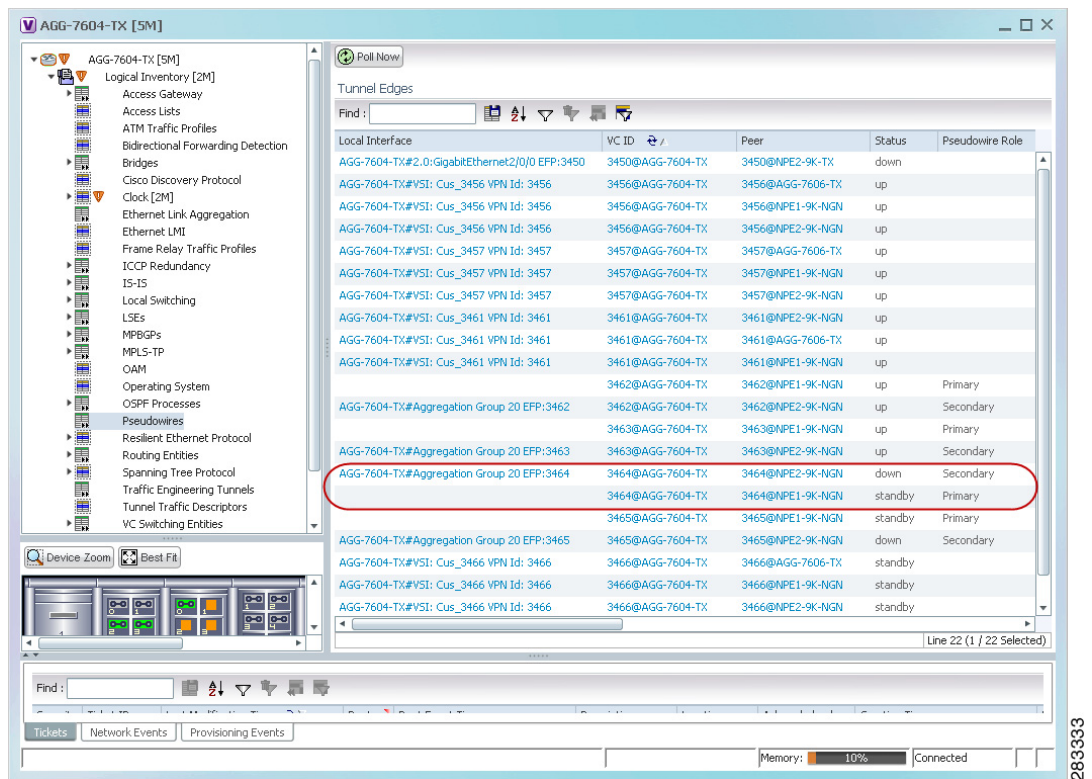 AGG-7604-TX [5M]
AGG-7604-TX [5M]
Logical Inventory [2M]
Access Gateway
Access Lists
ATM Traffic Profiles
Bidirectional Forwarding Detection
Bridges
Cisco Discovery Protocol
Clock [2M]
Ethernet Link Aggregation
Ethernet LMI
Frame Relay Traffic Profiles
ICCP Redundancy
IS-IS
Local Switching
LSEs
MPBGPs
MPLS-TP
OAM
Operating System
OSPF Processes
Pseudowires
Resilient Ethernet Protocol
Routing Entities
Spanning Tree Protocol
Traffic Engineering Tunnels
Tunnel Traffic Descriptors
VC Switching Entities
Device Zoom Best Fit
Poll Now
Tunnel Edges
Find :
Local Interface VC ID Peer Status Pseudowire Role
AGG-7604-TX#2.0:GigabitEthernet2/0/0 EFP:3450 3450@AGG-7604-TX 3450@NPE2-9K-TX down
AGG-7604-TX#VSI: Cus_3456 VPN Id: 3456 3456@AGG-7604-TX 3456@AGG-7606-TX up
AGG-7604-TX#VSI: Cus_3456 VPN Id: 3456 3456@AGG-7604-TX 3456@NPE1-9K-NGN up
AGG-7604-TX#VSI: Cus_3456 VPN Id: 3456 3456@AGG-7604-TX 3456@NPE2-9K-NGN up
AGG-7604-TX#VSI: Cus_3457 VPN Id: 3457 3457@AGG-7604-TX 3457@AGG-7606-TX up
AGG-7604-TX#VSI: Cus_3457 VPN Id: 3457 3457@AGG-7604-TX 3457@NPE1-9K-NGN up
AGG-7604-TX#VSI: Cus_3457 VPN Id: 3457 3457@AGG-7604-TX 3457@NPE2-9K-NGN up
AGG-7604-TX#VSI: Cus_3461 VPN Id: 3461 3461@AGG-7604-TX 3461@NPE2-9K-NGN up
AGG-7604-TX#VSI: Cus_3461 VPN Id: 3461 3461@AGG-7604-TX 3461@AGG-7606-TX up
AGG-7604-TX#VSI: Cus_3461 VPN Id: 3461 3461@AGG-7604-TX 3461@NPE1-9K-NGN up
3462@AGG-7604-TX 3462@NPE1-9K-NGN up Primary
AGG-7604-TX#Aggregation Group 20 EFP:3462 3462@AGG-7604-TX 3462@NPE2-9K-NGN up Secondary
3463@AGG-7604-TX 3463@NPE1-9K-NGN up Primary
AGG-7604-TX#Aggregation Group 20 EFP:3463 3463@AGG-7604-TX 3463@NPE2-9K-NGN up Secondary
AGG-7604-TX#Aggregation Group 20 EFP:3464 3464@AGG-7604-TX 3464@NPE2-9K-NGN down Secondary
3464@AGG-7604-TX 3464@NPE1-9K-NGN standby Primary
3465@AGG-7604-TX 3465@NPE1-9K-NGN standby Primary
AGG-7604-TX#Aggregation Group 20 EFP:3465 3465@AGG-7604-TX 3465@NPE2-9K-NGN down Secondary
AGG-7604-TX#VSI: Cus_3466 VPN Id: 3466 3466@AGG-7604-TX 3466@AGG-7606-TX standby
AGG-7604-TX#VSI: Cus_3466 VPN Id: 3466 3466@AGG-7604-TX 3466@NPE1-9K-NGN standby
AGG-7604-TX#VSI: Cus_3466 VPN Id: 3466 3466@AGG-7604-TX 3466@NPE2-9K-NGN standby
Line 22 (1 / 22 Selected)
Find :
Tickets Network Events Provisioning Events
Memory: 10% Connected
283333